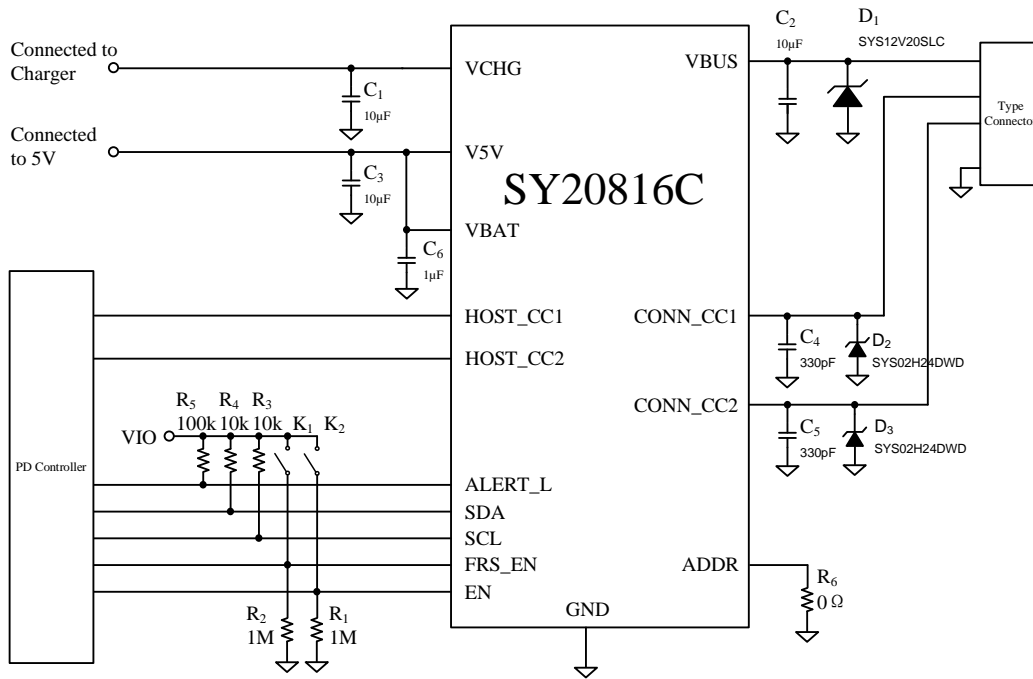 Connected to
Charger
C1
10µF
Connected
to 5V
C3
10µF
C6
1µF
VCHG
V5V
VBAT
SY20816C
HOST_CC1
HOST_CC2
ALERT_L
SDA
SCL
FRS_EN
EN
GND
VBUS
CONN_CC1
CONN_CC2
ADDR
C2
10µF
D1
SYS12V20SLC
Type
Connector
C4
330pF
D2
SYS02H24DWD
C5
330pF
D3
SYS02H24DWD
R6
0 Ω
PD Controller
VIO
R5
100k
R4
10k
R3
10k
K1
K2
R2
1M
R1
1M